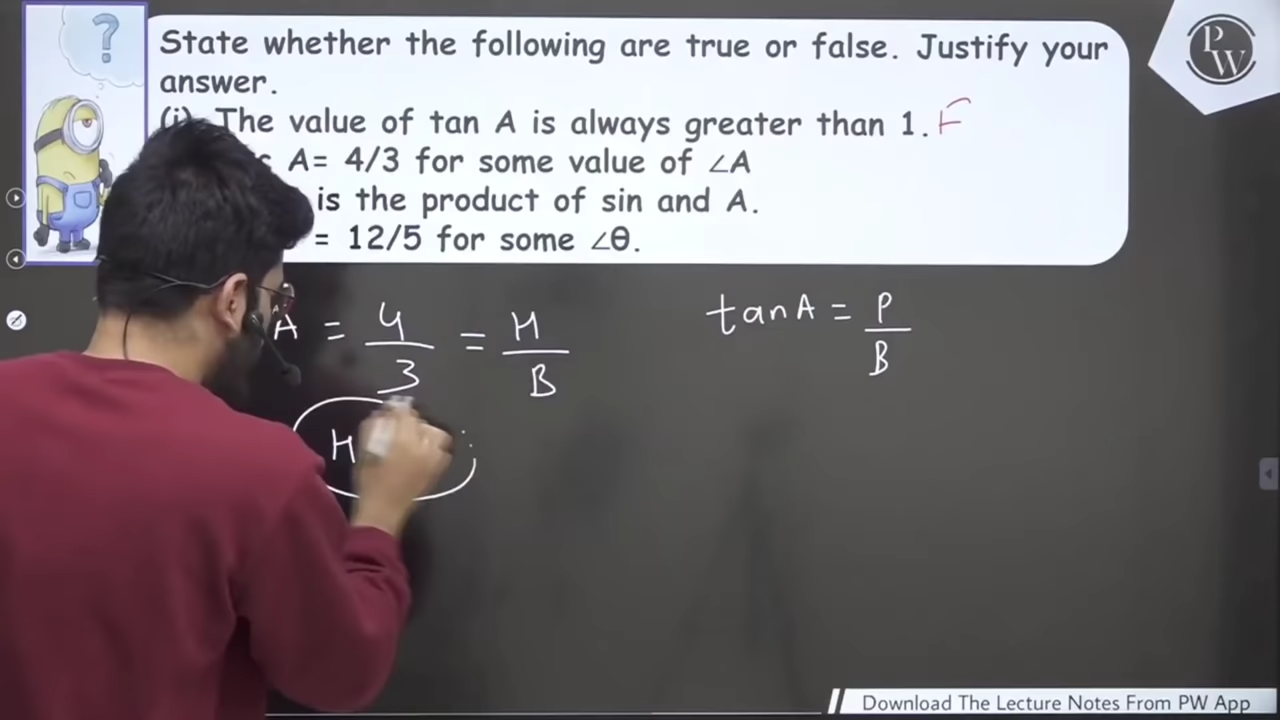 ?
PW
State whether the following are true or false. Justify your
answer.
(i) The value of tan A is always greater than 1. F
A= 4/3 for some value of ∠A
is the product of sin and A.
= 12/5 for some ∠θ.
A = 4/3 = H/B
tanA = P/B
H
Download The Lecture Notes From PW App